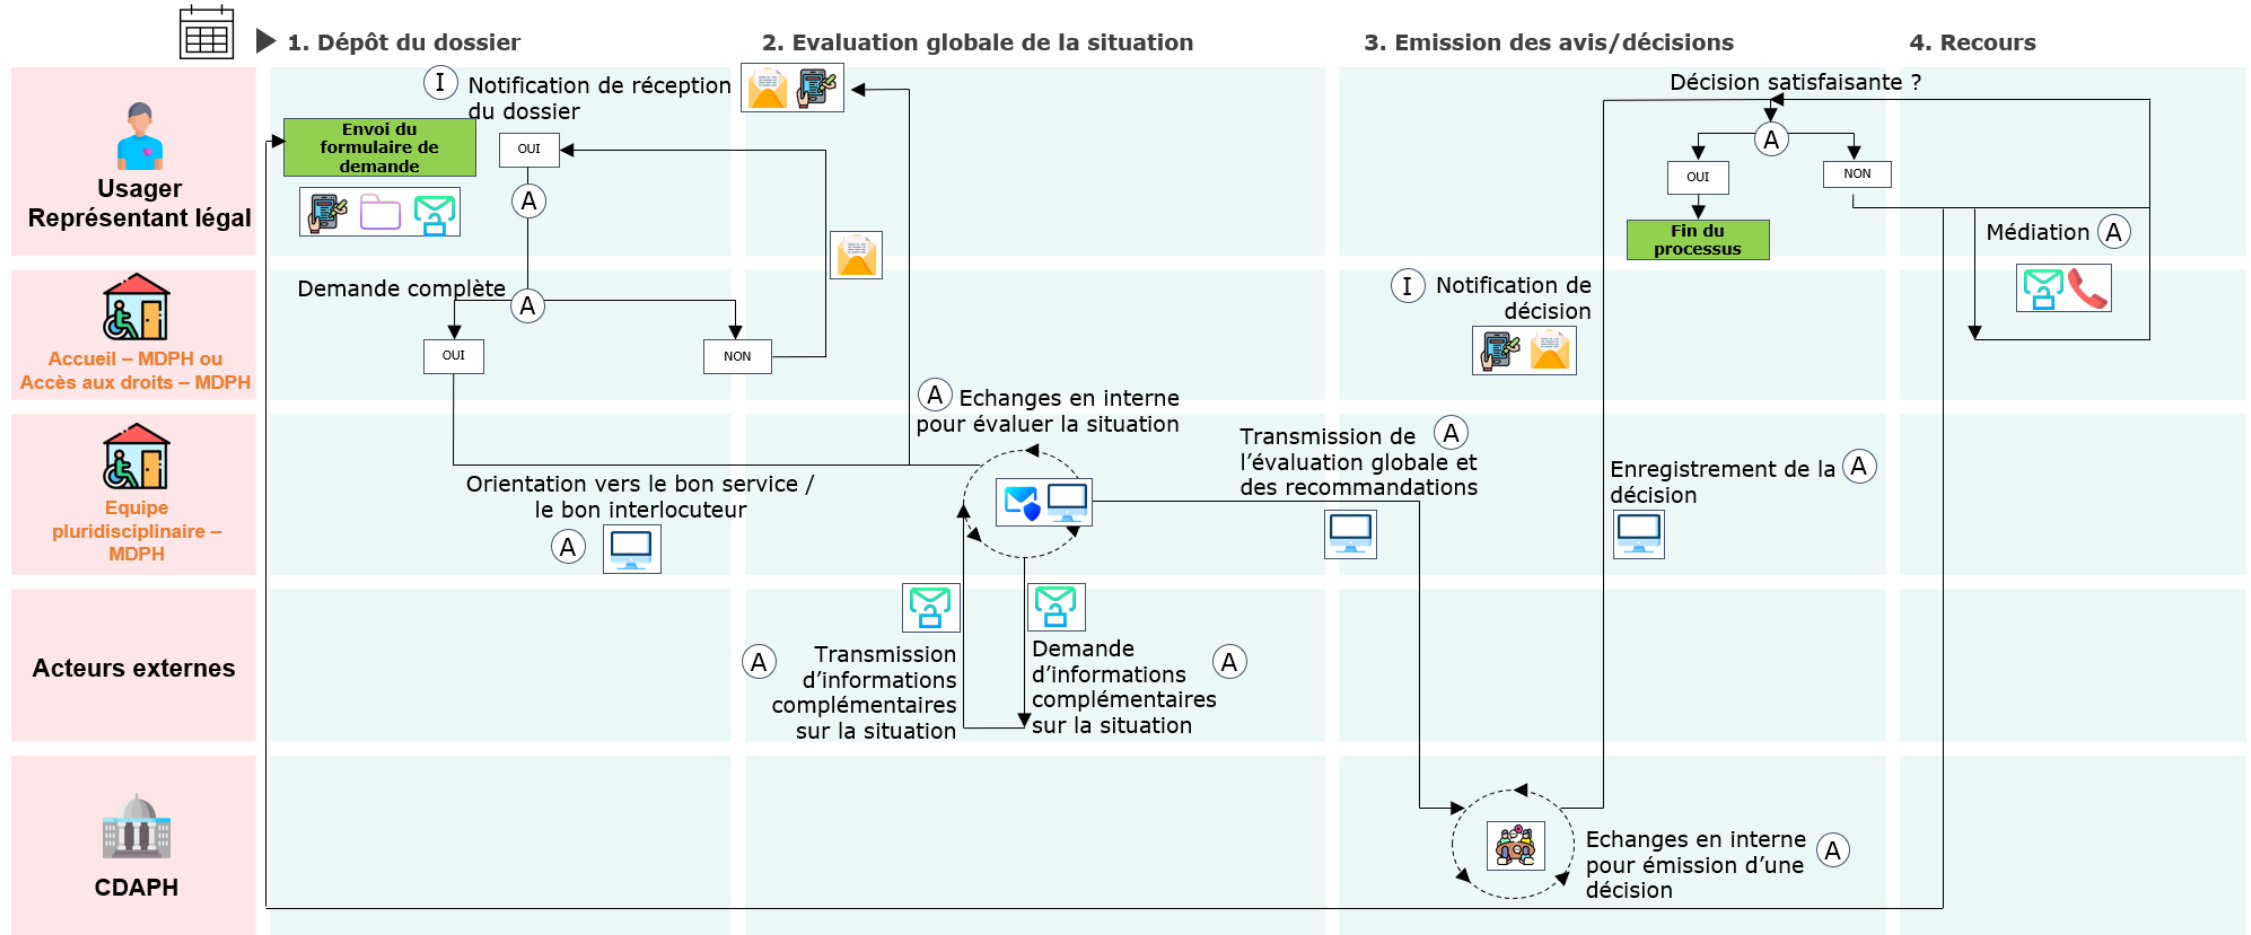 1. Dépôt du dossier
2. Evaluation globale de la situation
3. Emission des avis/décisions
4. Recours
Usager
Représentant légal
I
Notification de réception
du dossier
Envoi du
formulaire de
demande
OUI
A
Décision satisfaisante ?
A
OUI
NON
Fin du
processus
Médiation
A
Accueil – MDPH ou
Accès aux droits – MDPH
Demande complète
A
OUI
NON
I
Notification de
décision
Equipe
pluridisciplinaire –
MDPH
Orientation vers le bon service /
le bon interlocuteur
A
A
Echanges en interne
pour évaluer la situation
Transmission de
A
l’évaluation globale et
des recommandations
Enregistrement de la
A
décision
Acteurs externes
A
Transmission
d’informations
complémentaires
sur la situation
Demande
d’informations
complémentaires
sur la situation
A
CDAPH
Echanges en interne
pour émission d’une
décision
A